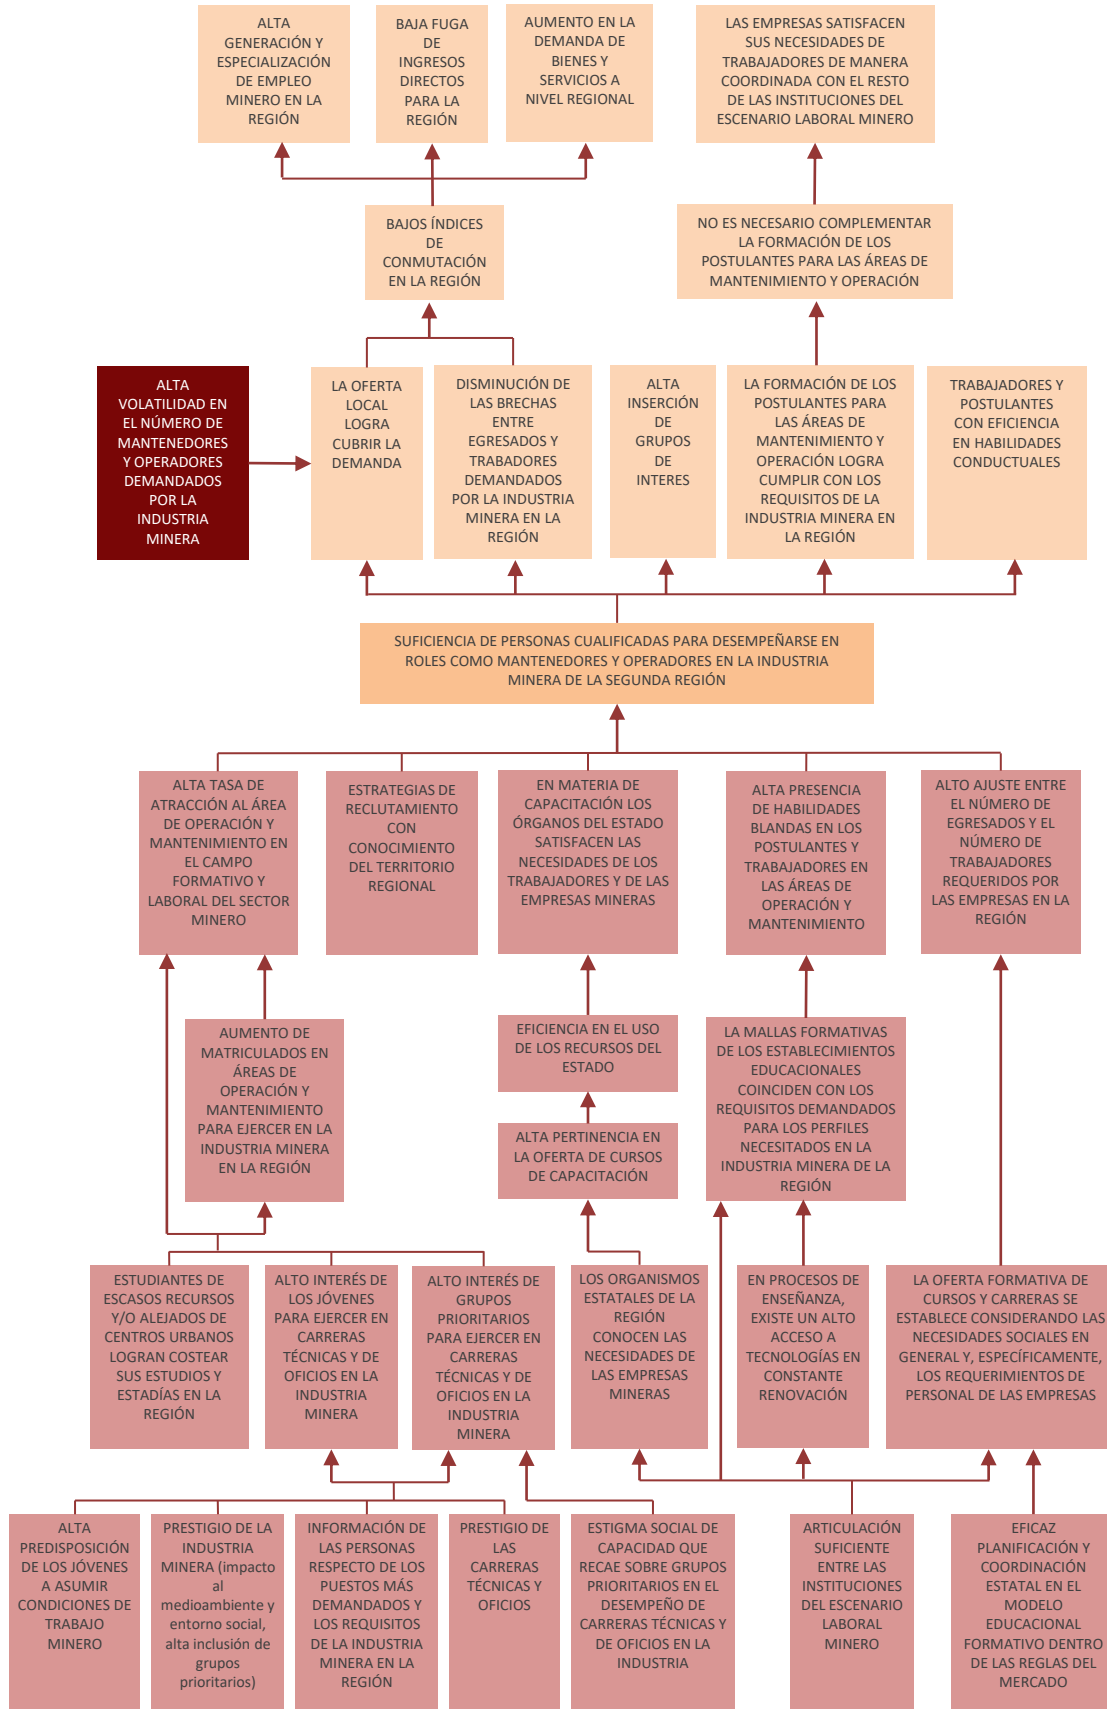 ALTA
GENERACIÓN Y
ESPECIALIZACIÓN
DE EMPLEO
MINERO EN LA
REGIÓN
BAJA FUGA
DE
INGRESOS
DIRECTOS
PARA LA
REGIÓN
AUMENTO EN LA
DEMANDA DE
BIENES Y
SERVICIOS A
NIVEL REGIONAL
LAS EMPRESAS SATISFACEN
SUS NECESIDADES DE
TRABAJADORES DE MANERA
COORDINADA CON EL RESTO
DE LAS INSTITUCIONES DEL
ESCENARIO LABORAL MINERO
BAJOS ÍNDICES
DE
CONMUTACIÓN
EN LA REGIÓN
NO ES NECESARIO COMPLEMENTAR
LA FORMACIÓN DE LOS
POSTULANTES PARA LAS ÁREAS DE
MANTENIMIENTO Y OPERACIÓN
ALTA
VOLATILIDAD EN
EL NÚMERO DE
MANTENEDORES
Y OPERADORES
DEMANDADOS
POR LA
INDUSTRIA
MINERA
LA OFERTA
LOCAL
LOGRA
CUBRIR LA
DEMANDA
DISMINUCIÓN DE
LAS BRECHAS
ENTRE
EGRESADOS Y
TRABADORES
DEMANDADOS
POR LA INDUSTRIA
MINERA EN LA
REGIÓN
ALTA
INSERCIÓN
DE
GRUPOS
DE
INTERES
LA FORMACIÓN DE LOS
POSTULANTES PARA
LAS ÁREAS DE
MANTENIMIENTO Y
OPERACIÓN LOGRA
CUMPLIR CON LOS
REQUISITOS DE LA
INDUSTRIA MINERA EN
LA REGIÓN
TRABAJADORES Y
POSTULANTES
CON EFICIENCIA
EN HABILIDADES
CONDUCTUALES
SUFICIENCIA DE PERSONAS CUALIFICADAS PARA DESEMPEÑARSE EN
ROLES COMO MANTENEDORES Y OPERADORES EN LA INDUSTRIA
MINERA DE LA SEGUNDA REGIÓN
ALTA TASA DE
ATRACCIÓN AL ÁREA
DE OPERACIÓN Y
MANTENIMIENTO EN
EL CAMPO
FORMATIVO Y
LABORAL DEL SECTOR
MINERO
ESTRATEGIAS DE
RECLUTAMIENTO
CON
CONOCIMIENTO
DEL TERRITORIO
REGIONAL
EN MATERIA DE
CAPACITACIÓN LOS
ÓRGANOS DEL ESTADO
SATISFACEN LAS
NECESIDADES DE LOS
TRABAJADORES Y DE LAS
EMPRESAS MINERAS
ALTA PRESENCIA
DE HABILIDADES
BLANDAS EN LOS
POSTULANTES Y
TRABAJADORES EN
LAS ÁREAS DE
OPERACIÓN Y
MANTENIMIENTO
ALTO AJUSTE ENTRE
EL NÚMERO DE
EGRESADOS Y EL
NÚMERO DE
TRABAJADORES
REQUERIDOS POR
LAS EMPRESAS EN LA
REGIÓN
AUMENTO DE
MATRICULADOS EN
ÁREAS DE
OPERACIÓN Y
MANTENIMIENTO
PARA EJERCER EN LA
INDUSTRIA MINERA
EN LA REGIÓN
EFICIENCIA EN EL USO
DE LOS RECURSOS DEL
ESTADO
ALTA PERTINENCIA EN
LA OFERTA DE CURSOS
DE CAPACITACIÓN
LA MALLAS FORMATIVAS
DE LOS ESTABLECIMIENTOS
EDUCACIONALES
COINCIDEN CON LOS
REQUISITOS DEMANDADOS
PARA LOS PERFILES
NECESITADOS EN LA
INDUSTRIA MINERA DE LA
REGIÓN
ESTUDIANTES DE
ESCASOS RECURSOS
Y/O ALEJADOS DE
CENTROS URBANOS
LOGRAN COSTEAR
SUS ESTUDIOS Y
ESTADÍAS EN LA
REGIÓN
ALTO INTERÉS DE
LOS JÓVENES
PARA EJERCER EN
CARRERAS
TÉCNICAS Y DE
OFICIOS EN LA
INDUSTRIA
MINERA
ALTO INTERÉS DE
GRUPOS
PRIORITARIOS
PARA EJERCER EN
CARRERAS
TÉCNICAS Y DE
OFICIOS EN LA
INDUSTRIA
MINERA
LOS ORGANISMOS
ESTATALES DE LA
REGIÓN
CONOCEN LAS
NECESIDADES DE
LAS EMPRESAS
MINERAS
EN PROCESOS DE
ENSEÑANZA,
EXISTE UN ALTO
ACCESO A
TECNOLOGÍAS EN
CONSTANTE
RENOVACIÓN
LA OFERTA FORMATIVA DE
CURSOS Y CARRERAS SE
ESTABLECE CONSIDERANDO LAS
NECESIDADES SOCIALES EN
GENERAL Y, ESPECÍFICAMENTE,
LOS REQUERIMIENTOS DE
PERSONAL DE LAS EMPRESAS
ALTA
PREDISPOSICIÓN
DE LOS JÓVENES
A ASUMIR
CONDICIONES DE
TRABAJO
MINERO
PRESTIGIO DE LA
INDUSTRIA
MINERA (impacto
al
medioambiente y
entorno social,
alta inclusión de
grupos
prioritarios)
INFORMACIÓN DE
LAS PERSONAS
RESPECTO DE LOS
PUESTOS MÁS
DEMANDADOS Y
LOS REQUISITOS
DE LA INDUSTRIA
MINERA EN LA
REGIÓN
PRESTIGIO DE
LAS
CARRERAS
TÉCNICAS Y
OFICIOS
ESTIGMA SOCIAL DE
CAPACIDAD QUE
RECAE SOBRE GRUPOS
PRIORITARIOS EN EL
DESEMPEÑO DE
CARRERAS TÉCNICAS Y
DE OFICIOS EN LA
INDUSTRIA
ARTICULACIÓN
SUFICIENTE
ENTRE LAS
INSTITUCIONES
DEL ESCENARIO
LABORAL
MINERO
EFICAZ
PLANIFICACIÓN Y
COORDINACIÓN
ESTATAL EN EL
MODELO
EDUCACIONAL
FORMATIVO DENTRO
DE LAS REGLAS DEL
MERCADO